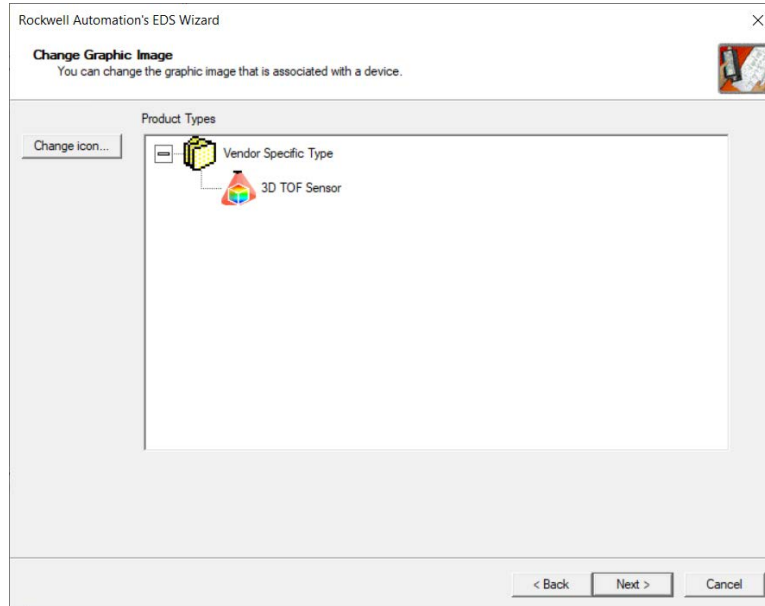 Rockwell Automation's EDS Wizard
Change Graphic Image
You can change the graphic image that is associated with a device.
Product Types
Change icon...
Vendor Specific Type
3D TOF Sensor
< Back
Next >
Cancel